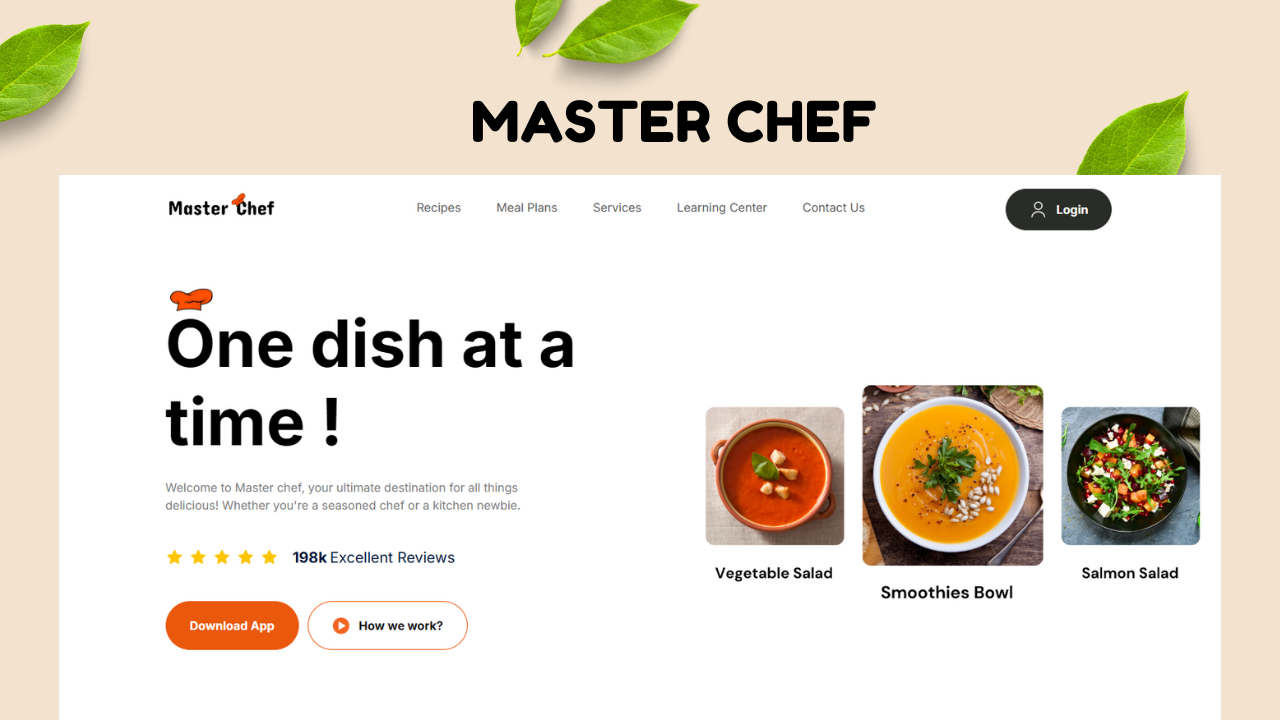 MASTER CHEF
Master Chef
Recipes Meal Plans Services Learning Center Contact Us
Login
One dish at a
time !
Welcome to Master chef, your ultimate destination for all things
delicious! Whether you're a seasoned chef or a kitchen newbie.
198k Excellent Reviews
Download App
How we work?
Vegetable Salad
Smoothies Bowl
Salmon Salad